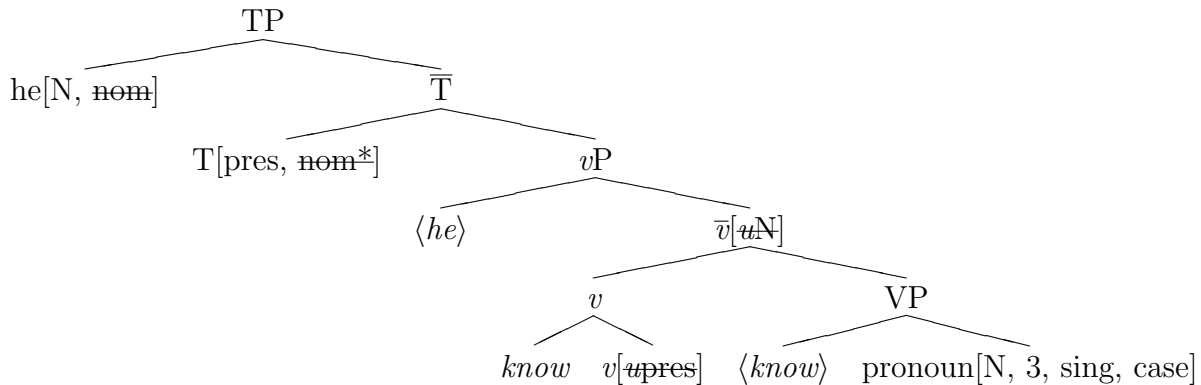 TP
he[N, nom] T̅
T[pres, nom*] vP
⟨he⟩ v̅[uN]
v VP
know v[upres] ⟨know⟩ pronoun[N, 3, sing, case]